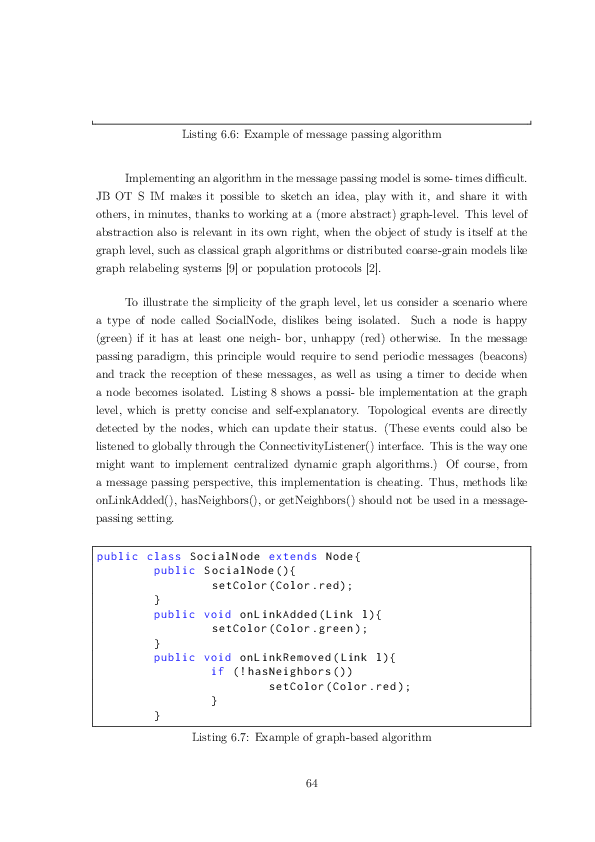 Listing 6.6: Example of message passing algorithm
Implementing an algorithm in the message passing model is some- times difficult.
JB OT S IM makes it possible to sketch an idea, play with it, and share it with
others, in minutes, thanks to working at a (more abstract) graph-level. This level of
abstraction also is relevant in its own right, when the object of study is itself at the
graph level, such as classical graph algorithms or distributed coarse-grain models like
graph relabeling systems [9] or population protocols [2].
To illustrate the simplicity of the graph level, let us consider a scenario where
a type of node called SocialNode, dislikes being isolated. Such a node is happy
(green) if it has at least one neigh- bor, unhappy (red) otherwise. In the message
passing paradigm, this principle would require to send periodic messages (beacons)
and track the reception of these messages, as well as using a timer to decide when
a node becomes isolated. Listing 8 shows a possi- ble implementation at the graph
level, which is pretty concise and self-explanatory. Topological events are directly
detected by the nodes, which can update their status. (These events could also be
listened to globally through the ConnectivityListener() interface. This is the way one
might want to implement centralized dynamic graph algorithms.) Of course, from
a message passing perspective, this implementation is cheating. Thus, methods like
onLinkAdded(), hasNeighbors(), or getNeighbors() should not be used in a message-
passing setting.
public class SocialNode extends Node{
public SocialNode(){
setColor(Color.red);
}
public void onLinkAdded(Link l){
setColor(Color.green);
}
public void onLinkRemoved(Link l){
if (!hasNeighbors())
setColor(Color.red);
}
}
Listing 6.7: Example of graph-based algorithm
64